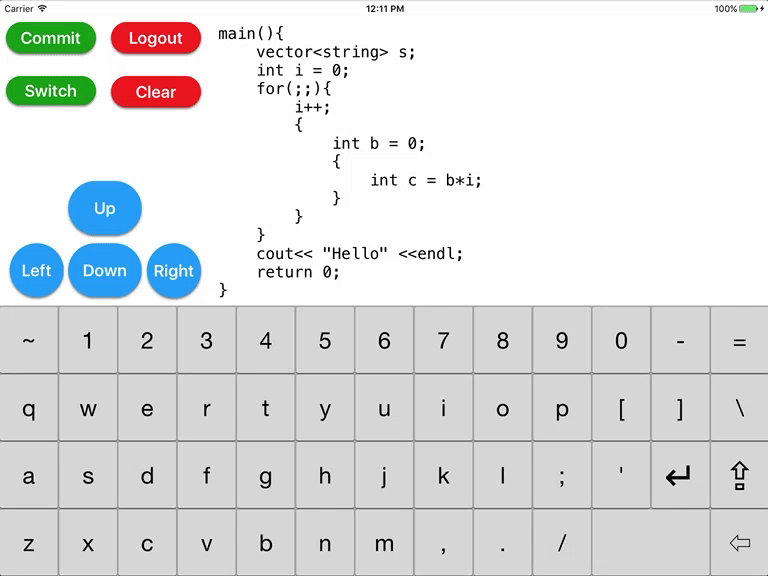 Carrier 12:11 PM 100%
Commit Logout
Switch Clear
Up
Left Down Right
main(){
    vector<string> s;
    int i = 0;
    for(;;){
        i++;
        {
            int b = 0;
            {
                int c = b*i;
            }
        }
    }
    cout<< "Hello" <<endl;
    return 0;
}
~ 1 2 3 4 5 6 7 8 9 0 - =
q w e r t y u i o p [ ] \
a s d f g h j k l ; '
z x c v b n m , . /